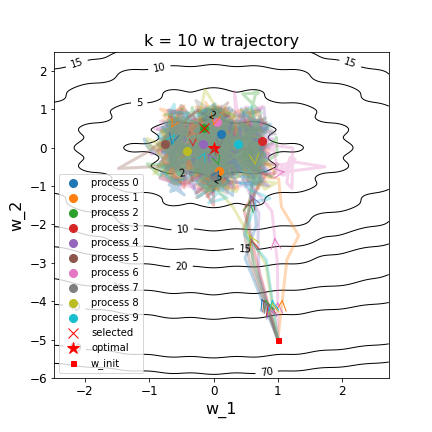 k = 10 w trajectory
15
10
15
5
2
2
2
10
15
20
70
w_2
2
1
0
−1
−2
−3
−4
−5
−6
process 0
process 1
process 2
process 3
process 4
process 5
process 6
process 7
process 8
process 9
selected
optimal
w_init
−2
−1
0
1
2
w_1